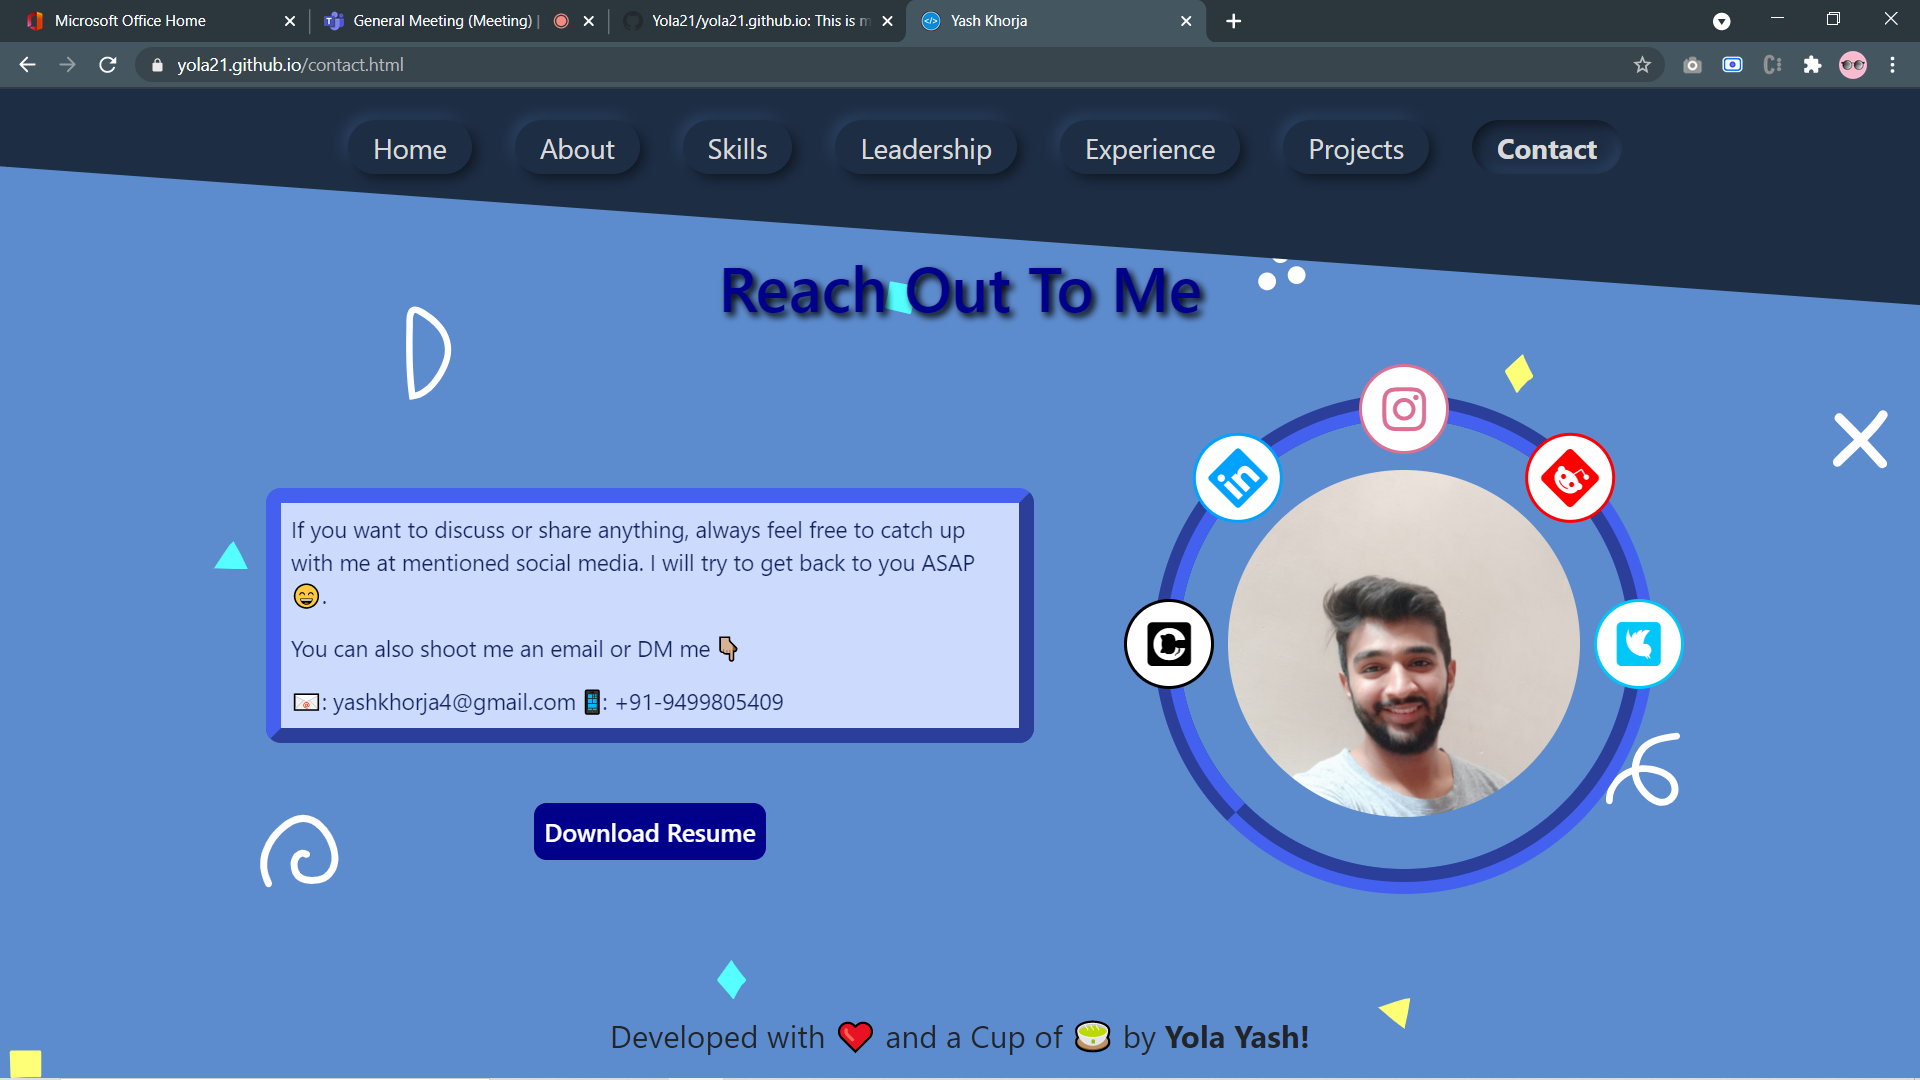 Microsoft Office Home
General Meeting (Meeting) |
Yola21/yola21.github.io: This is m
Yash Khorja
yola21.github.io/contact.html
Home
About
Skills
Leadership
Experience
Projects
Contact
Reach Out To Me
If you want to discuss or share anything, always feel free to catch up
with me at mentioned social media. I will try to get back to you ASAP
😄.
You can also shoot me an email or DM me 👇🏽
📧: yashkhorja4@gmail.com 📱: +91-9499805409
Download Resume
in
Developed with ❤️ and a Cup of 🍵 by Yola Yash!